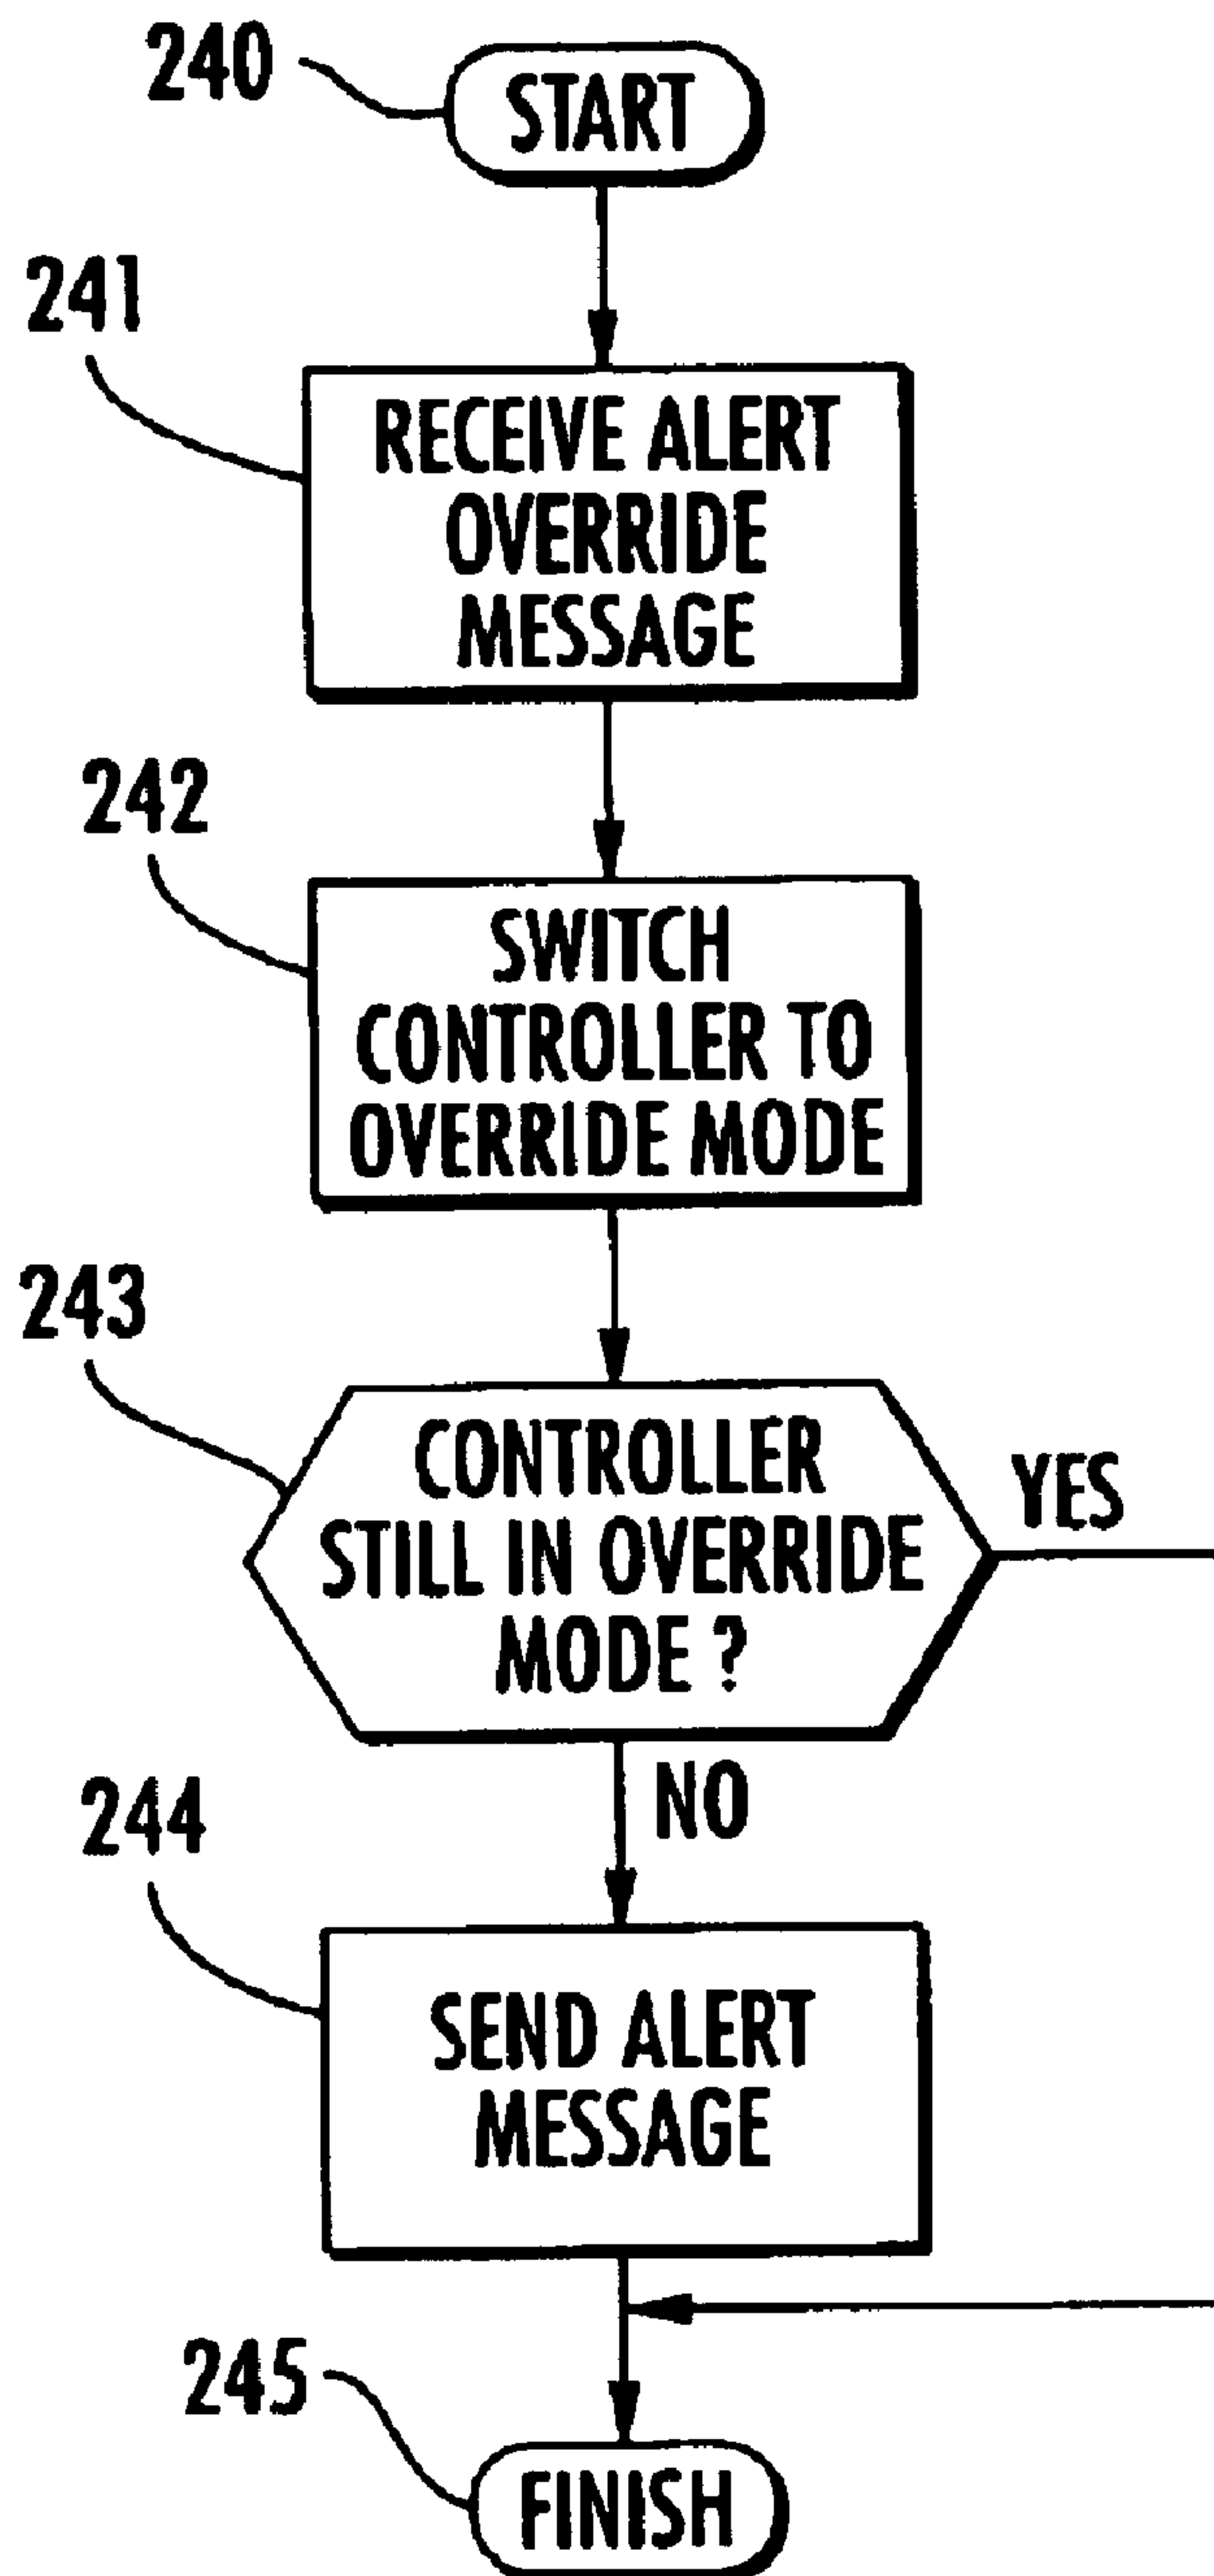 240
START
241
RECEIVE ALERT
OVERRIDE
MESSAGE
242
SWITCH
CONTROLLER TO
OVERRIDE MODE
243
CONTROLLER
STILL IN OVERRIDE
MODE ?
YES
NO
244
SEND ALERT
MESSAGE
245
FINISH